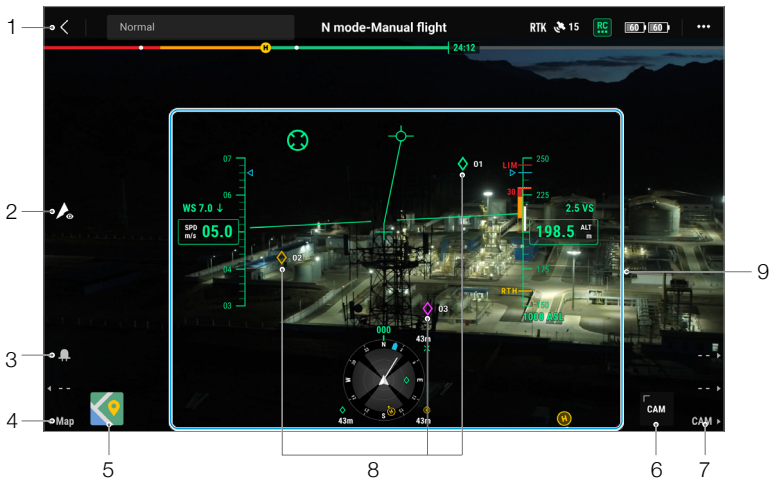 1
Normal
N mode-Manual flight
RTK
15
RC
60
60
H
24:12
07
LIM
250
01
30
06
225
2
WS 7.0 ↓
2.5 VS
SPD m/s 05.0
198.5 ALT m
02
04
175
9
RTH
03
03
150
1000 ASL
000
43m
N
3
W
E
S
-- 
--
H
4
Map
43m
43m
CAM
CAM
5
8
6
7